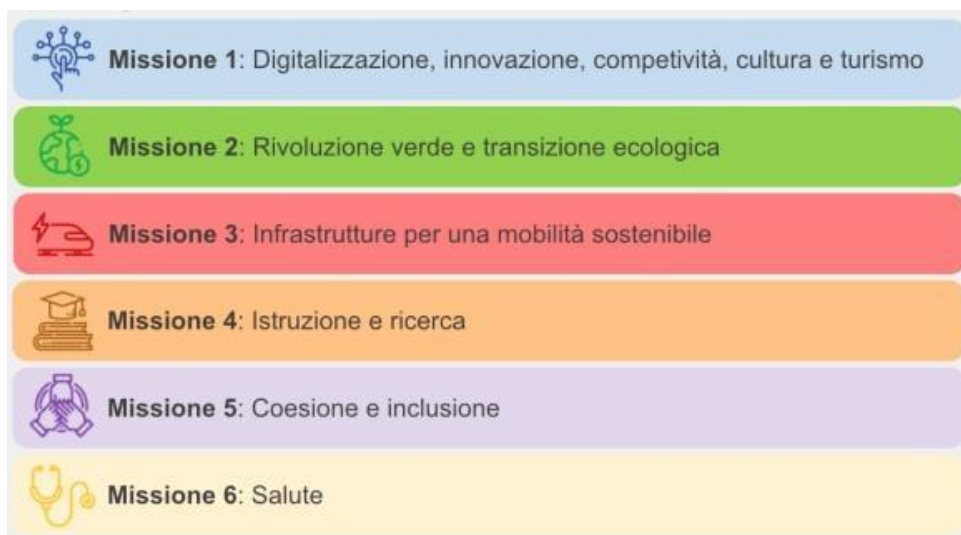 Missione 1: Digitalizzazione, innovazione, competività, cultura e turismo
Missione 2: Rivoluzione verde e transizione ecologica
Missione 3: Infrastrutture per una mobilità sostenibile
Missione 4: Istruzione e ricerca
Missione 5: Coesione e inclusione
Missione 6: Salute